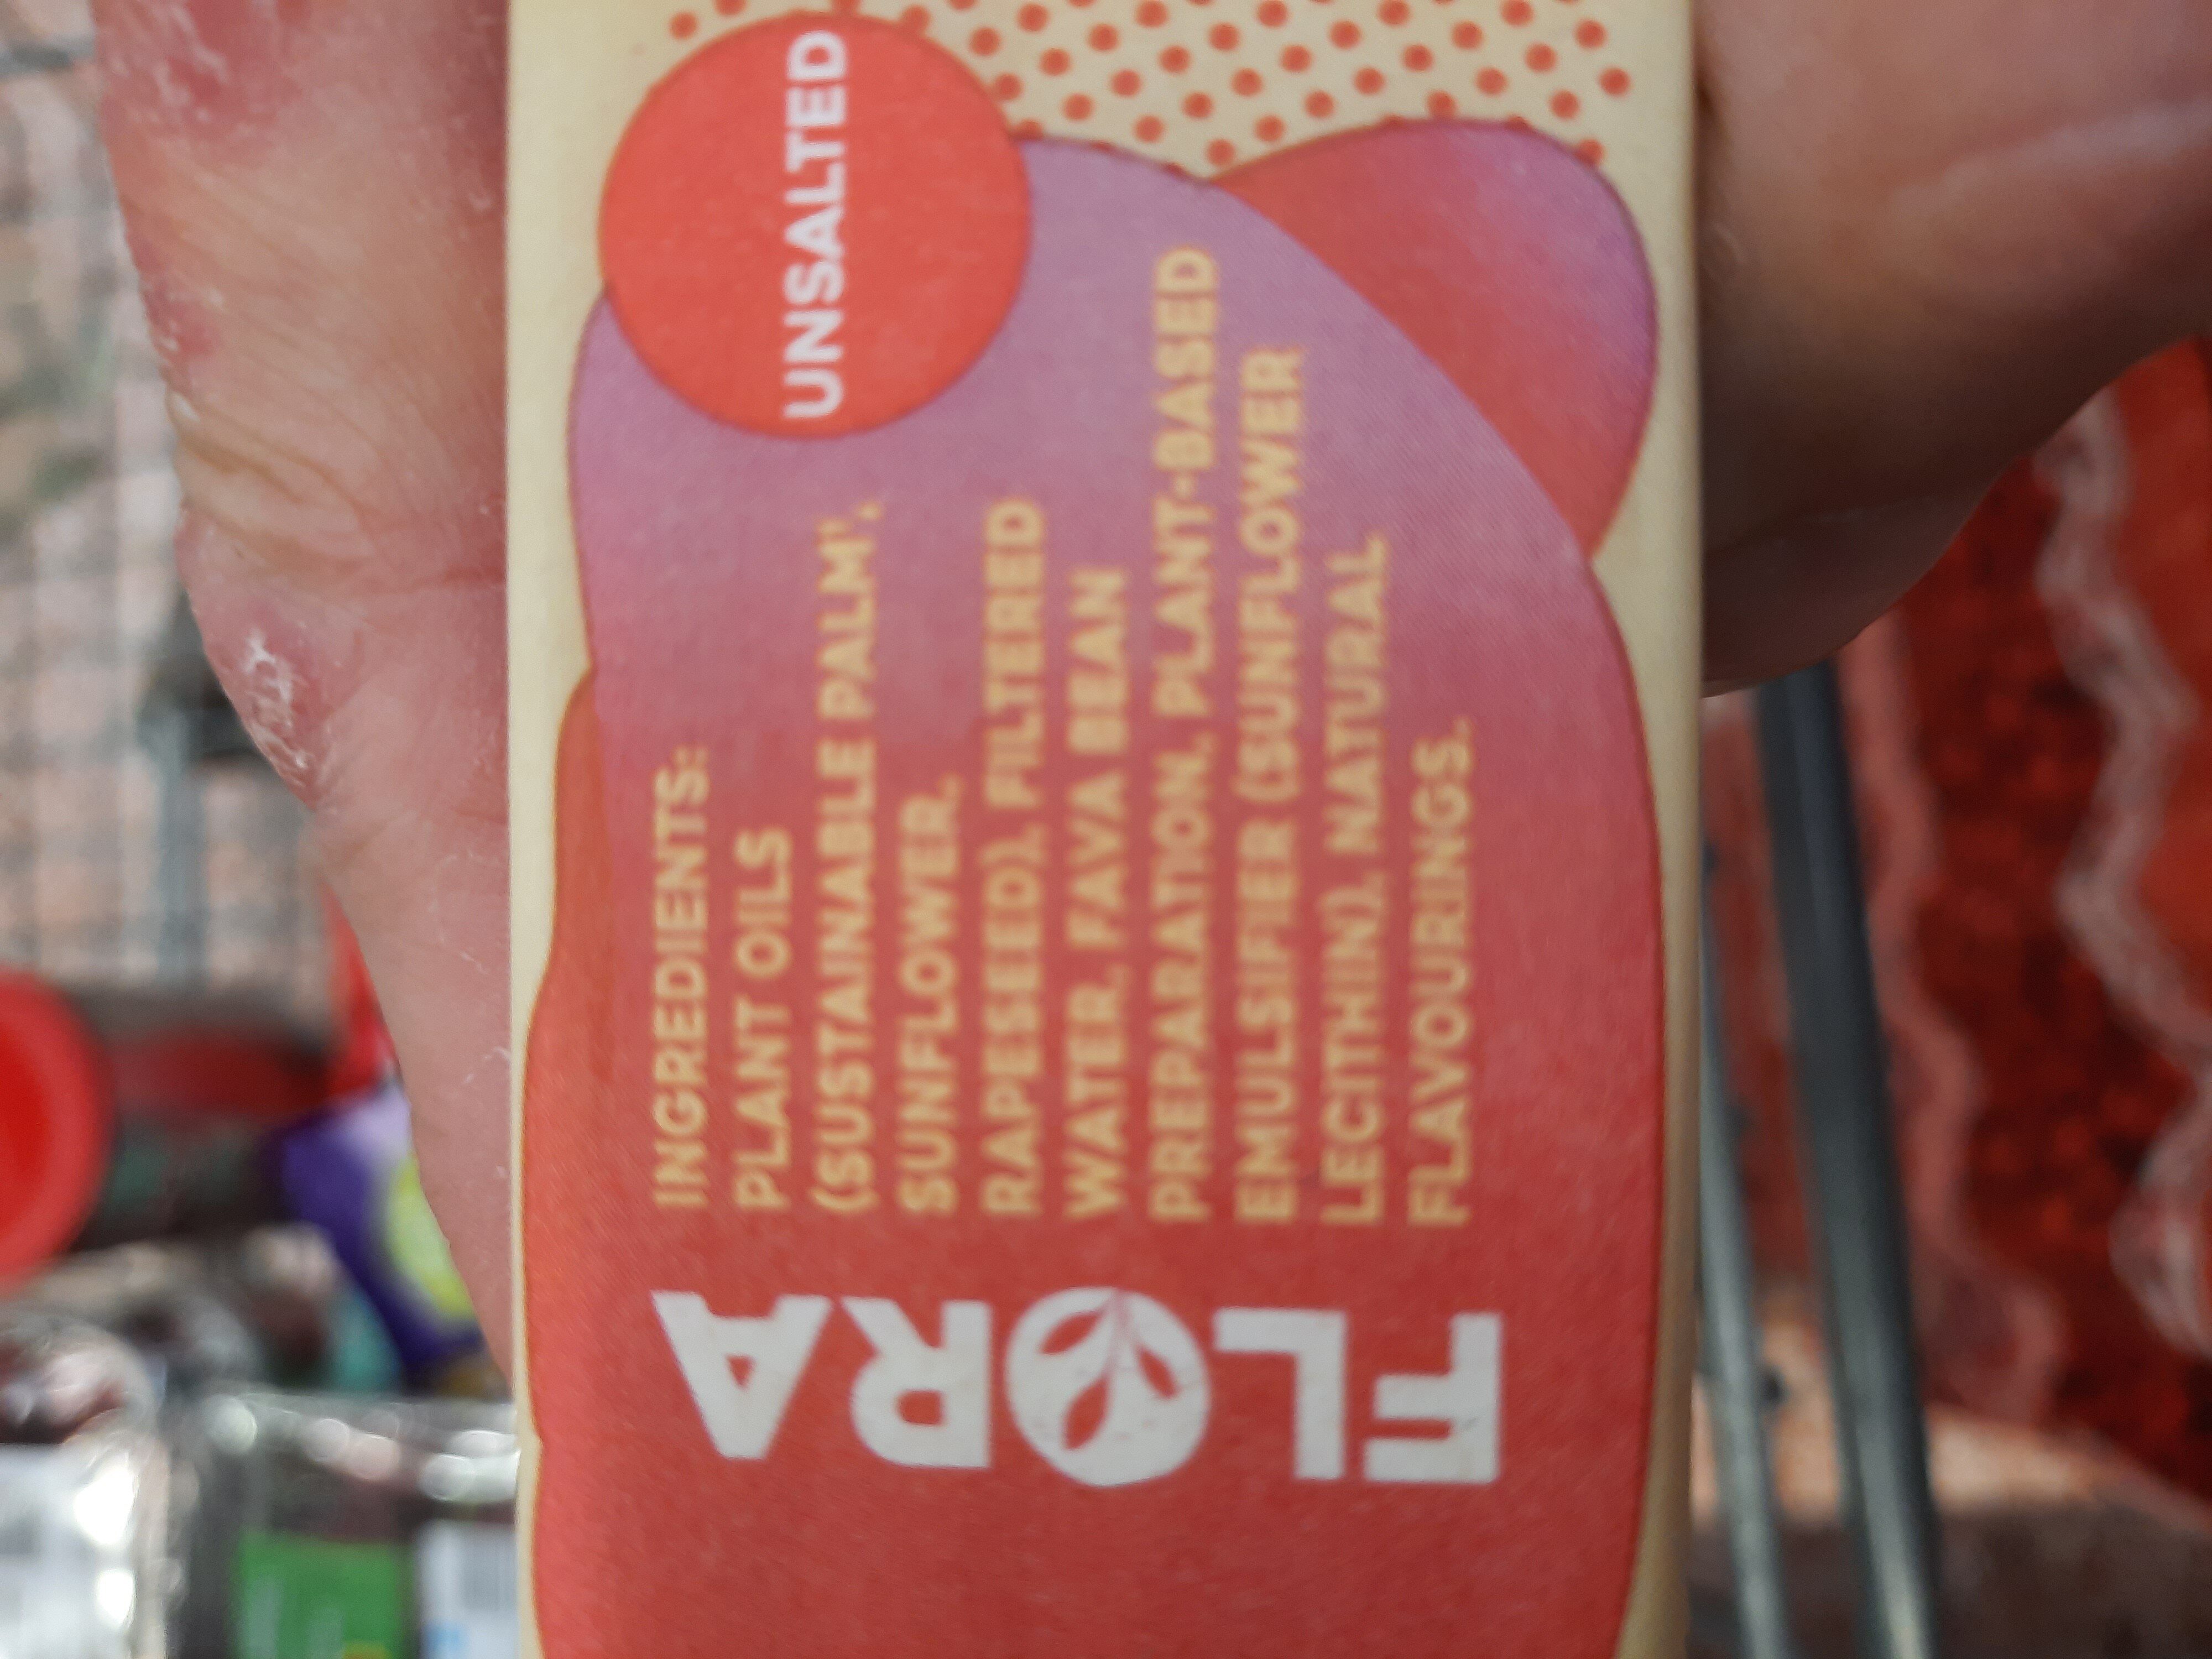 UNSALTED
INGREDIENTS:
PLANT OILS
(SUSTAINABLE PALM¹,
SUNFLOWER,
RAPESEED), FILTERED
WATER, FAVA BEAN
PREPARATION, PLANT-BASED
EMULSIFIER (SUNFLOWER
LECITHIN), NATURAL
FLAVOURINGS.
FLORA